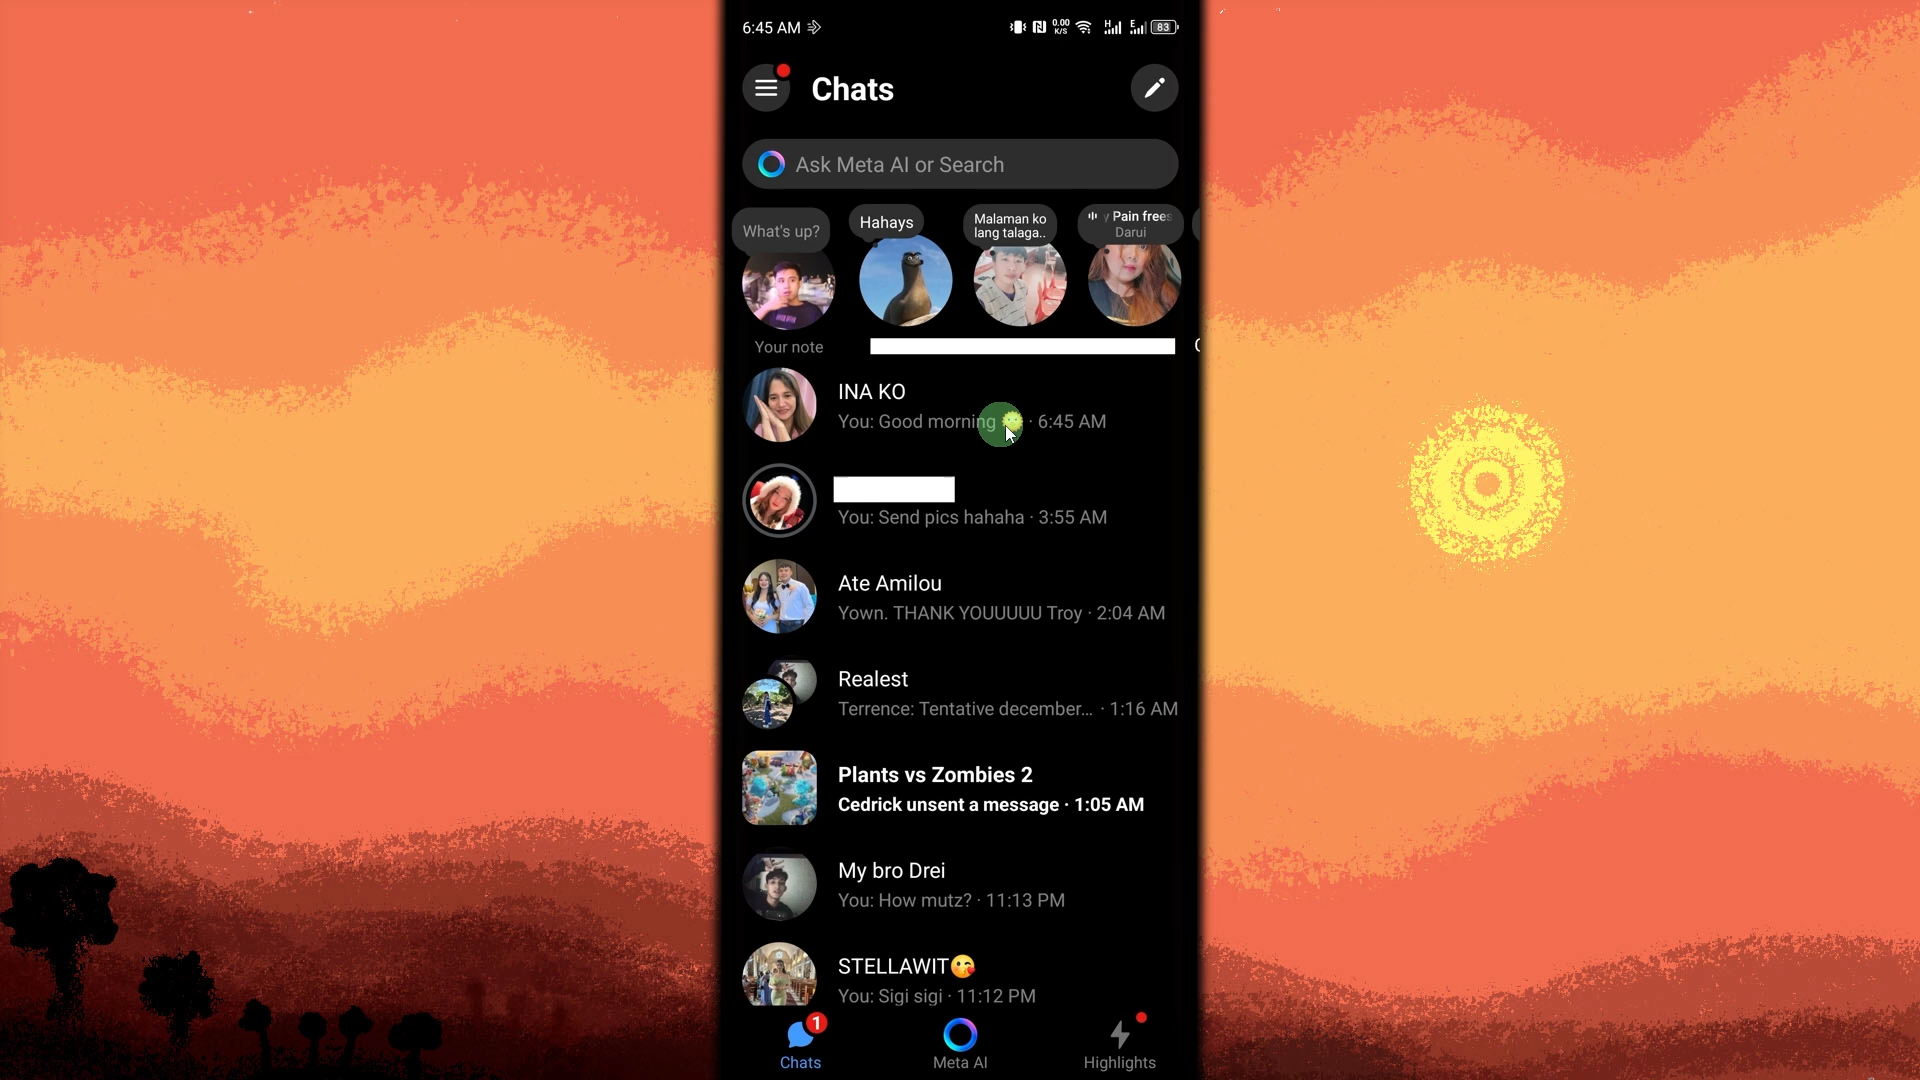 6:45 AM
0.00
K/S
H
E
83
Chats
Ask Meta AI or Search
What's up?
Hahays
Malaman ko
lang talaga..
y Pain frees
Darui
Your note
INA KO
You: Good morning 🤢 · 6:45 AM
You: Send pics hahaha · 3:55 AM
Ate Amilou
Yown. THANK YOUUUUU Troy · 2:04 AM
Realest
Terrence: Tentative december... · 1:16 AM
Plants vs Zombies 2
Cedrick unsent a message · 1:05 AM
My bro Drei
You: How mutz? · 11:13 PM
STELLAWIT😘
You: Sigi sigi · 11:12 PM
1
Chats
Meta AI
Highlights